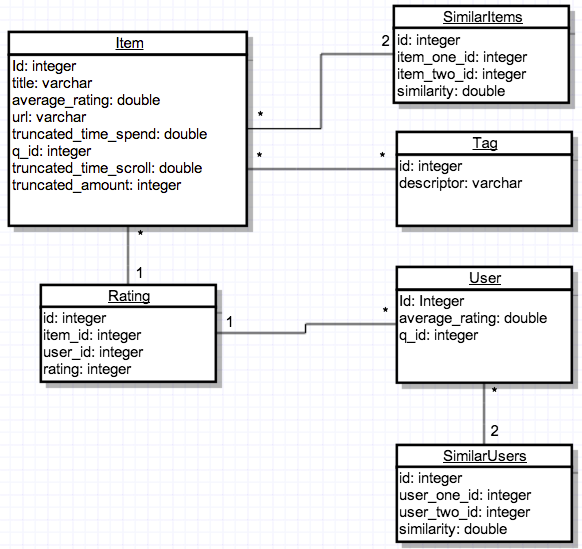 Item
Id: integer
title: varchar
average_rating: double
url: varchar
truncated_time_spend: double
q_id: integer
truncated_time_scroll: double
truncated_amount: integer
*
2
SimilarItems
id: integer
item_one_id: integer
item_two_id: integer
similarity: double
*
*
Tag
id: integer
descriptor: varchar
*
1
Rating
id: integer
item_id: integer
user_id: integer
rating: integer
1
*
User
Id: Integer
average_rating: double
q_id: integer
*
2
SimilarUsers
id: integer
user_one_id: integer
user_two_id: integer
similarity: double